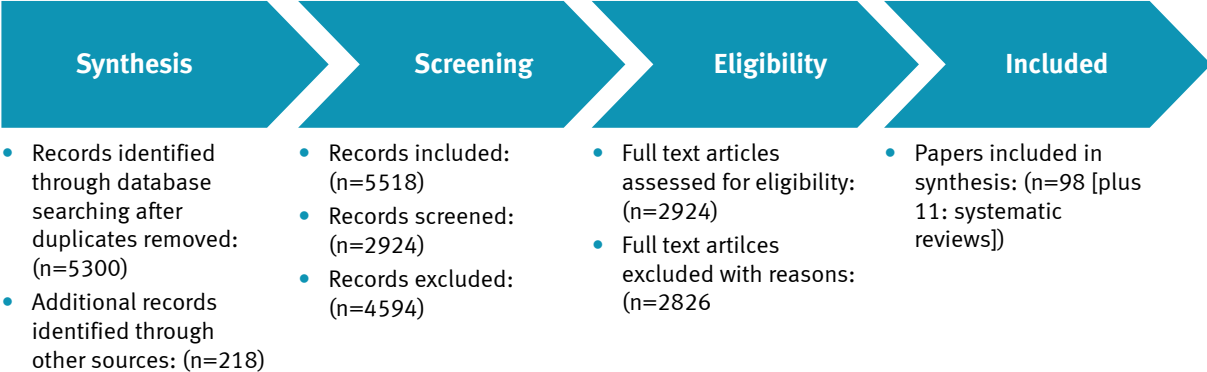 Synthesis
Records identified
through database
searching after
duplicates removed:
(n=5300)
Additional records
identified through
other sources: (n=218)
Screening
Records included:
(n=5518)
Records screened:
(n=2924)
Records excluded:
(n=4594)
Eligibility
Full text articles
assessed for eligibility:
(n=2924)
Full text artilces
excluded with reasons:
(n=2826
Included
Papers included in
synthesis: (n=98 [plus
11: systematic
reviews])